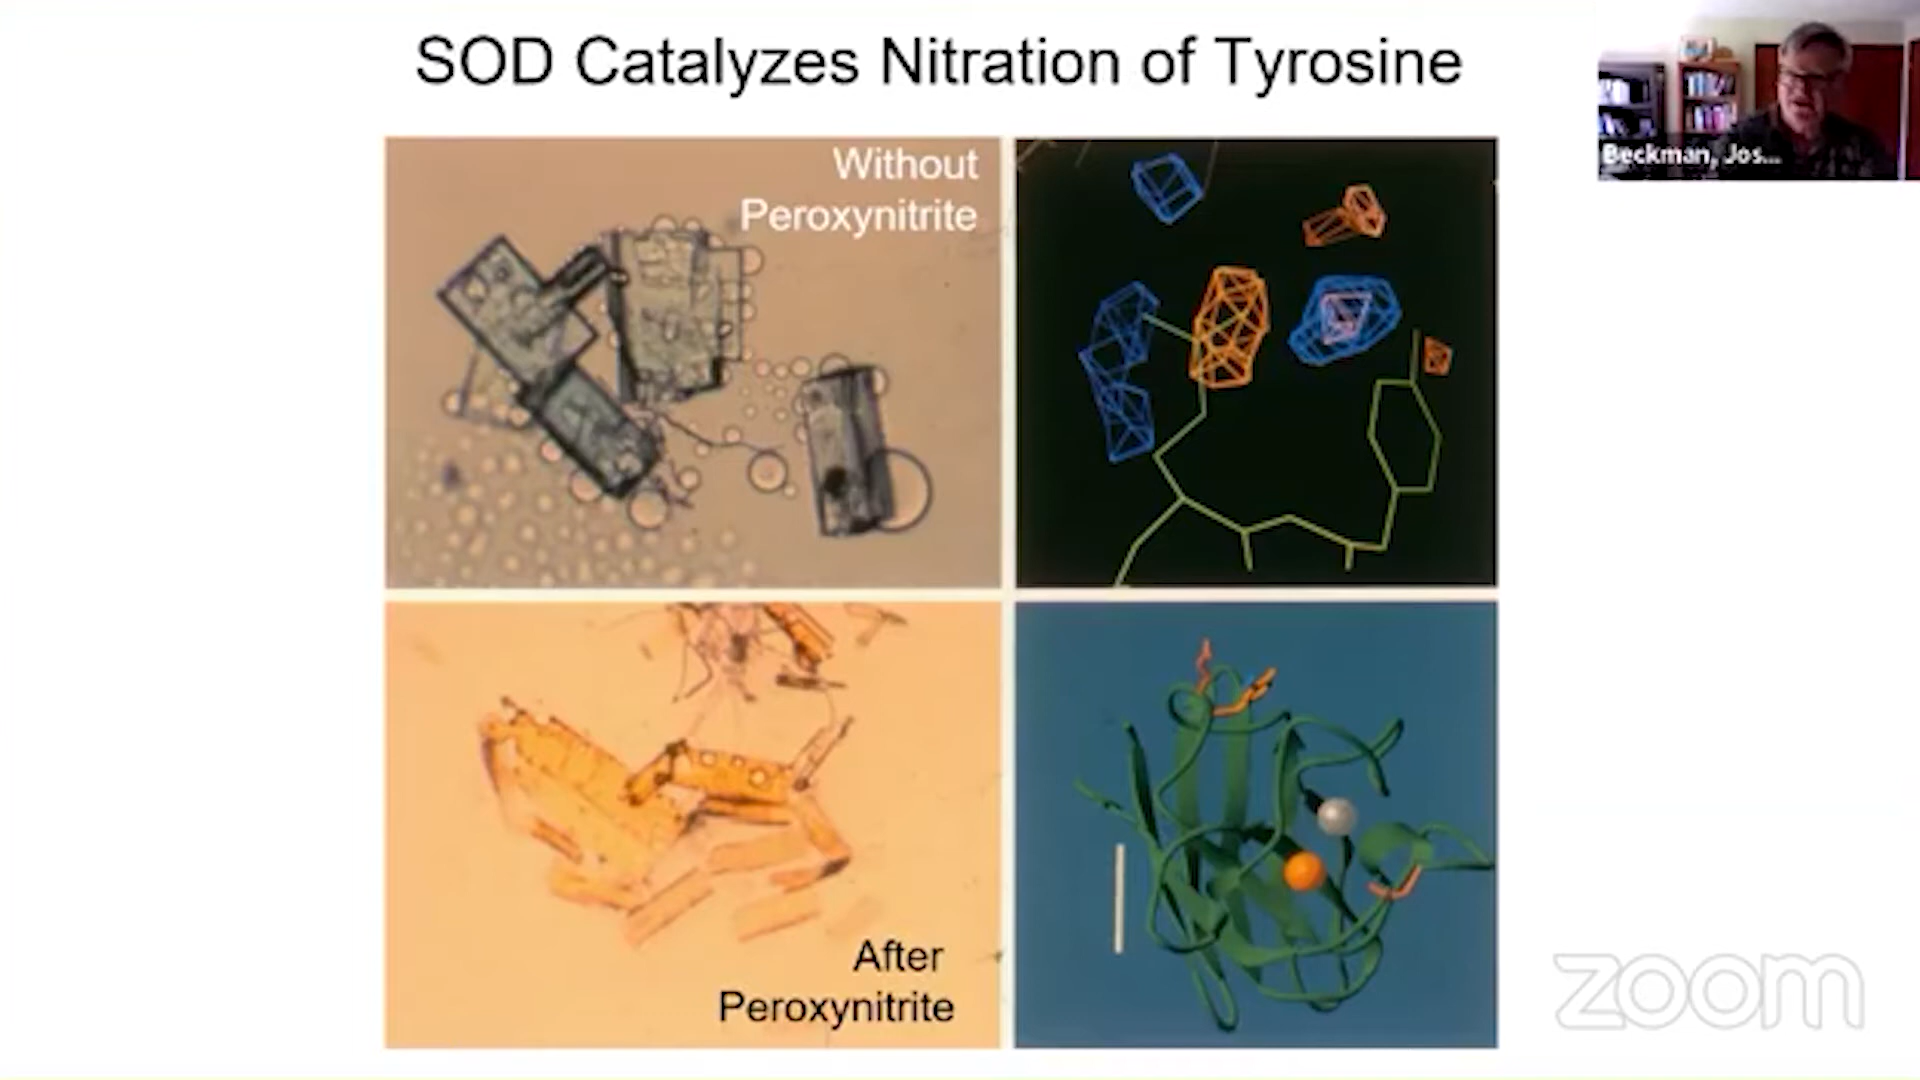 SOD Catalyzes Nitration of Tyrosine
Beckman, Jos...
Without
Peroxynitrite
After
Peroxynitrite
zoom